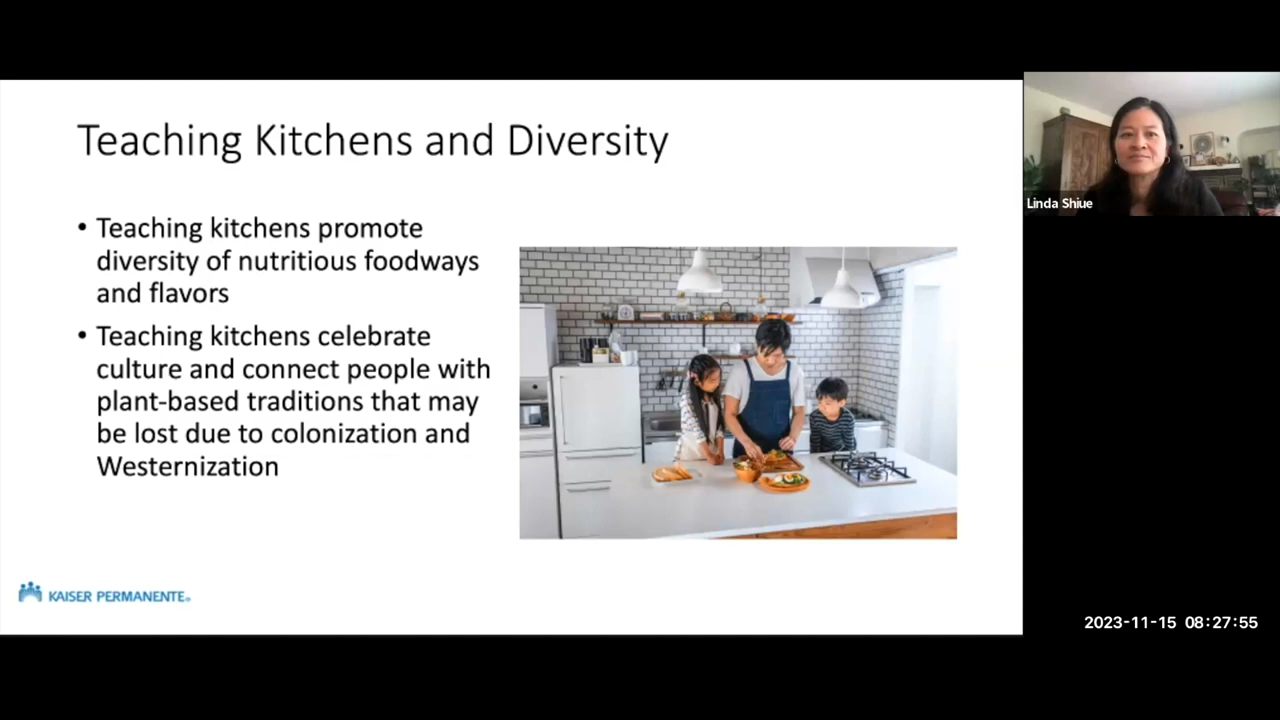 Teaching Kitchens and Diversity
• Teaching kitchens promote
diversity of nutritious foodways
and flavors
• Teaching kitchens celebrate
culture and connect people with
plant-based traditions that may
be lost due to colonization and
Westernization
KAISER PERMANENTE®
Linda Shiue
2023-11-15 08:27:55